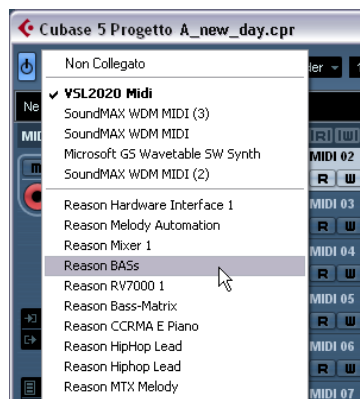 Cubase 5 Progetto A_new_day.cpr
Non Collegato
✓ VSL2020 Midi
SoundMAX WDM MIDI (3)
SoundMAX WDM MIDI
Microsoft GS Wavetable SW Synth
SoundMAX WDM MIDI (2)
Reason Hardware Interface 1
Reason Melody Automation
Reason Mixer 1
Reason BASs
Reason RV7000 1
Reason Bass-Matrix
Reason CCRMA E Piano
Reason HipHop Lead
Reason Hiphop Lead
Reason MTX Melody
Ne
MID
m
der
R W
MIDI 02
R W
MIDI 03
R W
MIDI 04
R W
MIDI 05
R W
MIDI 06
R W
MIDI 07